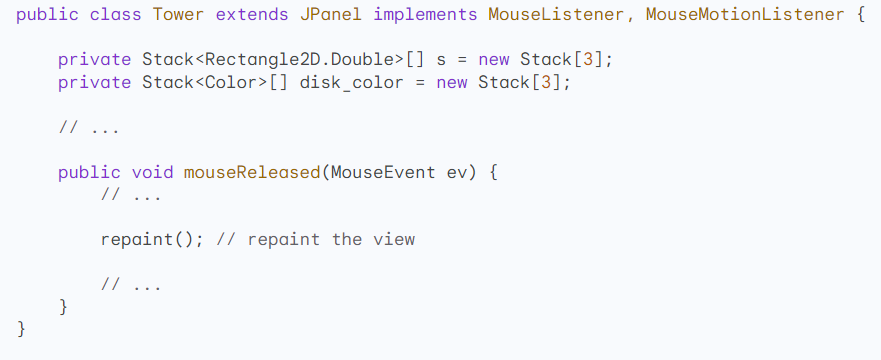 public class Tower extends JPanel implements MouseListener, MouseMotionListener {
private Stack<Rectangle2D.Double>[] s = new Stack[3];
private Stack<Color>[] disk_color = new Stack[3];
// ...
public void mouseReleased(MouseEvent ev) {
// ...
repaint(); // repaint the view
// ...
}
}